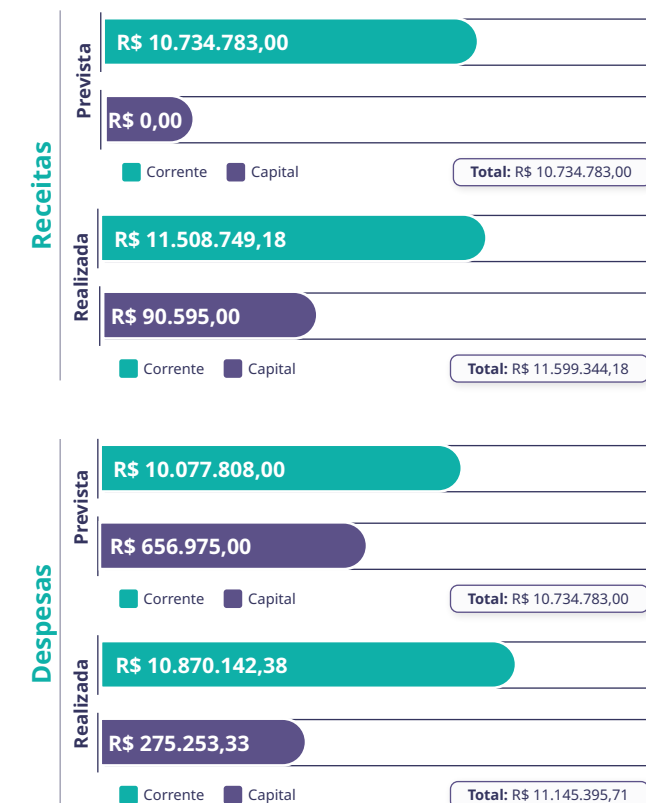 Receitas
Prevista
R$ 10.734.783,00
R$ 0,00
Corrente Capital
Total: R$ 10.734.783,00
Realizada
R$ 11.508.749,18
R$ 90.595,00
Corrente Capital
Total: R$ 11.599.344,18
Despesas
Prevista
R$ 10.077.808,00
R$ 656.975,00
Corrente Capital
Total: R$ 10.734.783,00
Realizada
R$ 10.870.142,38
R$ 275.253,33
Corrente Capital
Total: R$ 11.145.395,71